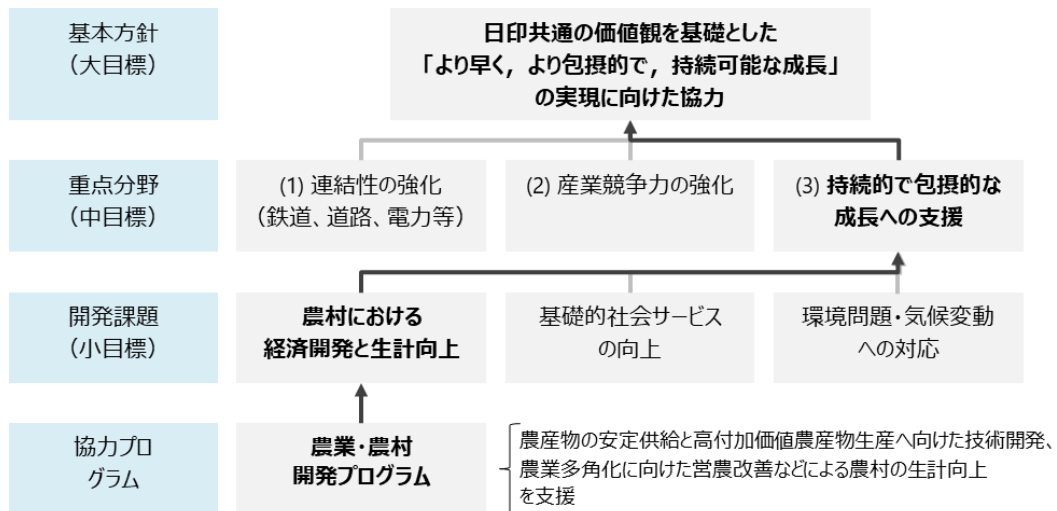 基本方針
（大目標）
日印共通の価値観を基礎とした
「より早く，より包摂的で，持続可能な成長」
の実現に向けた協力
重点分野
（中目標）
(1) 連結性の強化
（鉄道、道路、電力等）
(2) 産業競争力の強化
(3) 持続的で包摂的な
成長への支援
開発課題
（小目標）
農村における
経済開発と生計向上
基礎的社会サービス
の向上
環境問題・気候変動
への対応
協力プロ
グラム
農業・農村
開発プログラム
農産物の安定供給と高付加価値農産物生産へ向けた技術開発、
農業多角化に向けた営農改善などによる農村の生計向上
を支援